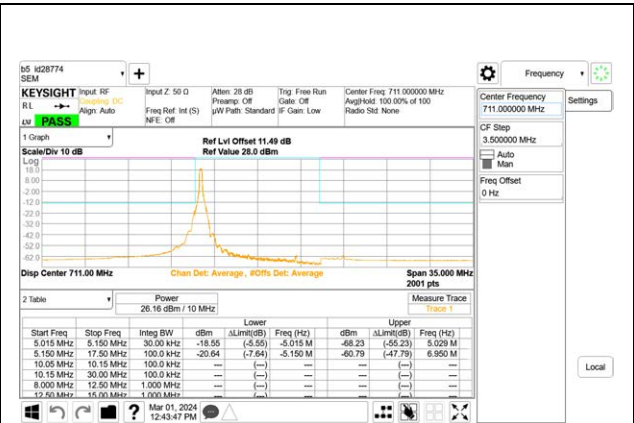 b5 id28774
SEM
Frequency
Settings
KEYSIGHT
RL
PASS
Input: RF
Coupling: DC
Align: Auto
Input Z: 50 Ω
Freq Ref: Int (S)
NFE: Off
Atten: 28 dB
Preamp: Off
µW Path: Standard
Trig: Free Run
Gate: Off
IF Gain: Low
Center Freq: 711.000000 MHz
Avg|Hold: 100.00% of 100
Radio Std: None
Center Frequency
711.000000 MHz
CF Step
3.500000 MHz
Auto
Man
Freq Offset
0 Hz
1 Graph
Scale/Div 10 dB
Ref Lvl Offset 11.49 dB
Ref Value 28.0 dBm
Log
18.0
8.00
-2.00
-12.0
-22.0
-32.0
-42.0
-52.0
-62.0
Disp Center 711.00 MHz
Chan Det: Average , #Offs Det: Average
Span 35.000 MHz
2001 pts
2 Table
Power
26.16 dBm / 10 MHz
Measure Trace
Trace 1
Lower Upper
Start Freq Stop Freq Integ BW dBm ΔLimit(dB) Freq (Hz) dBm ΔLimit(dB) Freq (Hz)
5.015 MHz 5.150 MHz 30.00 kHz -18.55 (-5.55) -5.015 M -68.23 (-55.23) 5.029 M
5.150 MHz 17.50 MHz 100.0 kHz -20.64 (-7.64) -5.150 M -60.79 (-47.79) 6.950 M
10.05 MHz 10.15 MHz 100.0 kHz --- (---) --- --- (---) ---
10.15 MHz 30.00 MHz 100.0 kHz --- (---) --- --- (---) ---
8.000 MHz 12.50 MHz 1.000 MHz --- (---) --- --- (---) ---
12.50 MHz 15.00 MHz 1.000 MHz --- (---) --- --- (---) ---
Local
Mar 01, 2024
12:43:47 PM